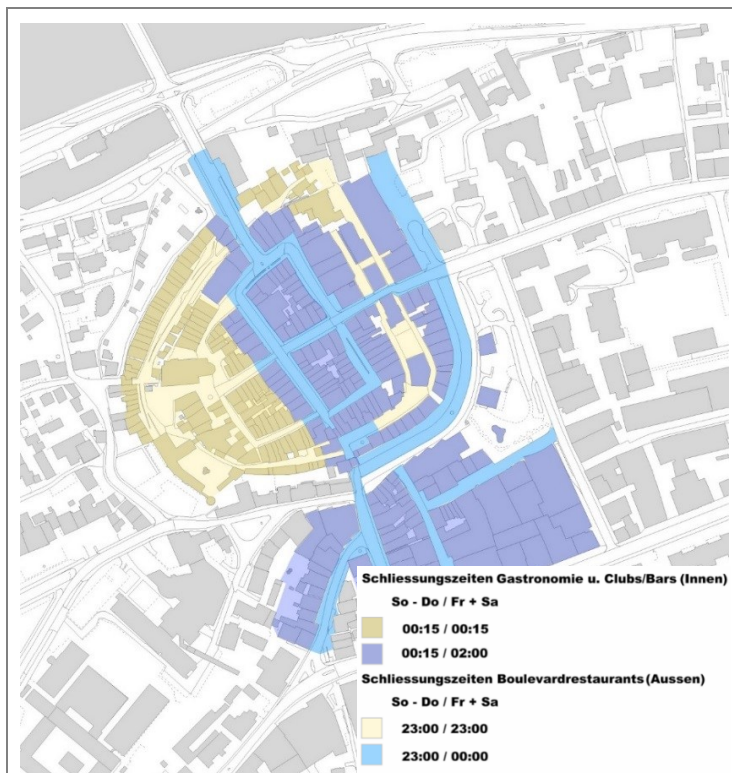 Schliessungszeiten Gastronomie u. Clubs/Bars (Innen)
So - Do / Fr + Sa
00:15 / 00:15
00:15 / 02:00
Schliessungszeiten Boulevardrestaurants (Aussen)
So - Do / Fr + Sa
23:00 / 23:00
23:00 / 00:00